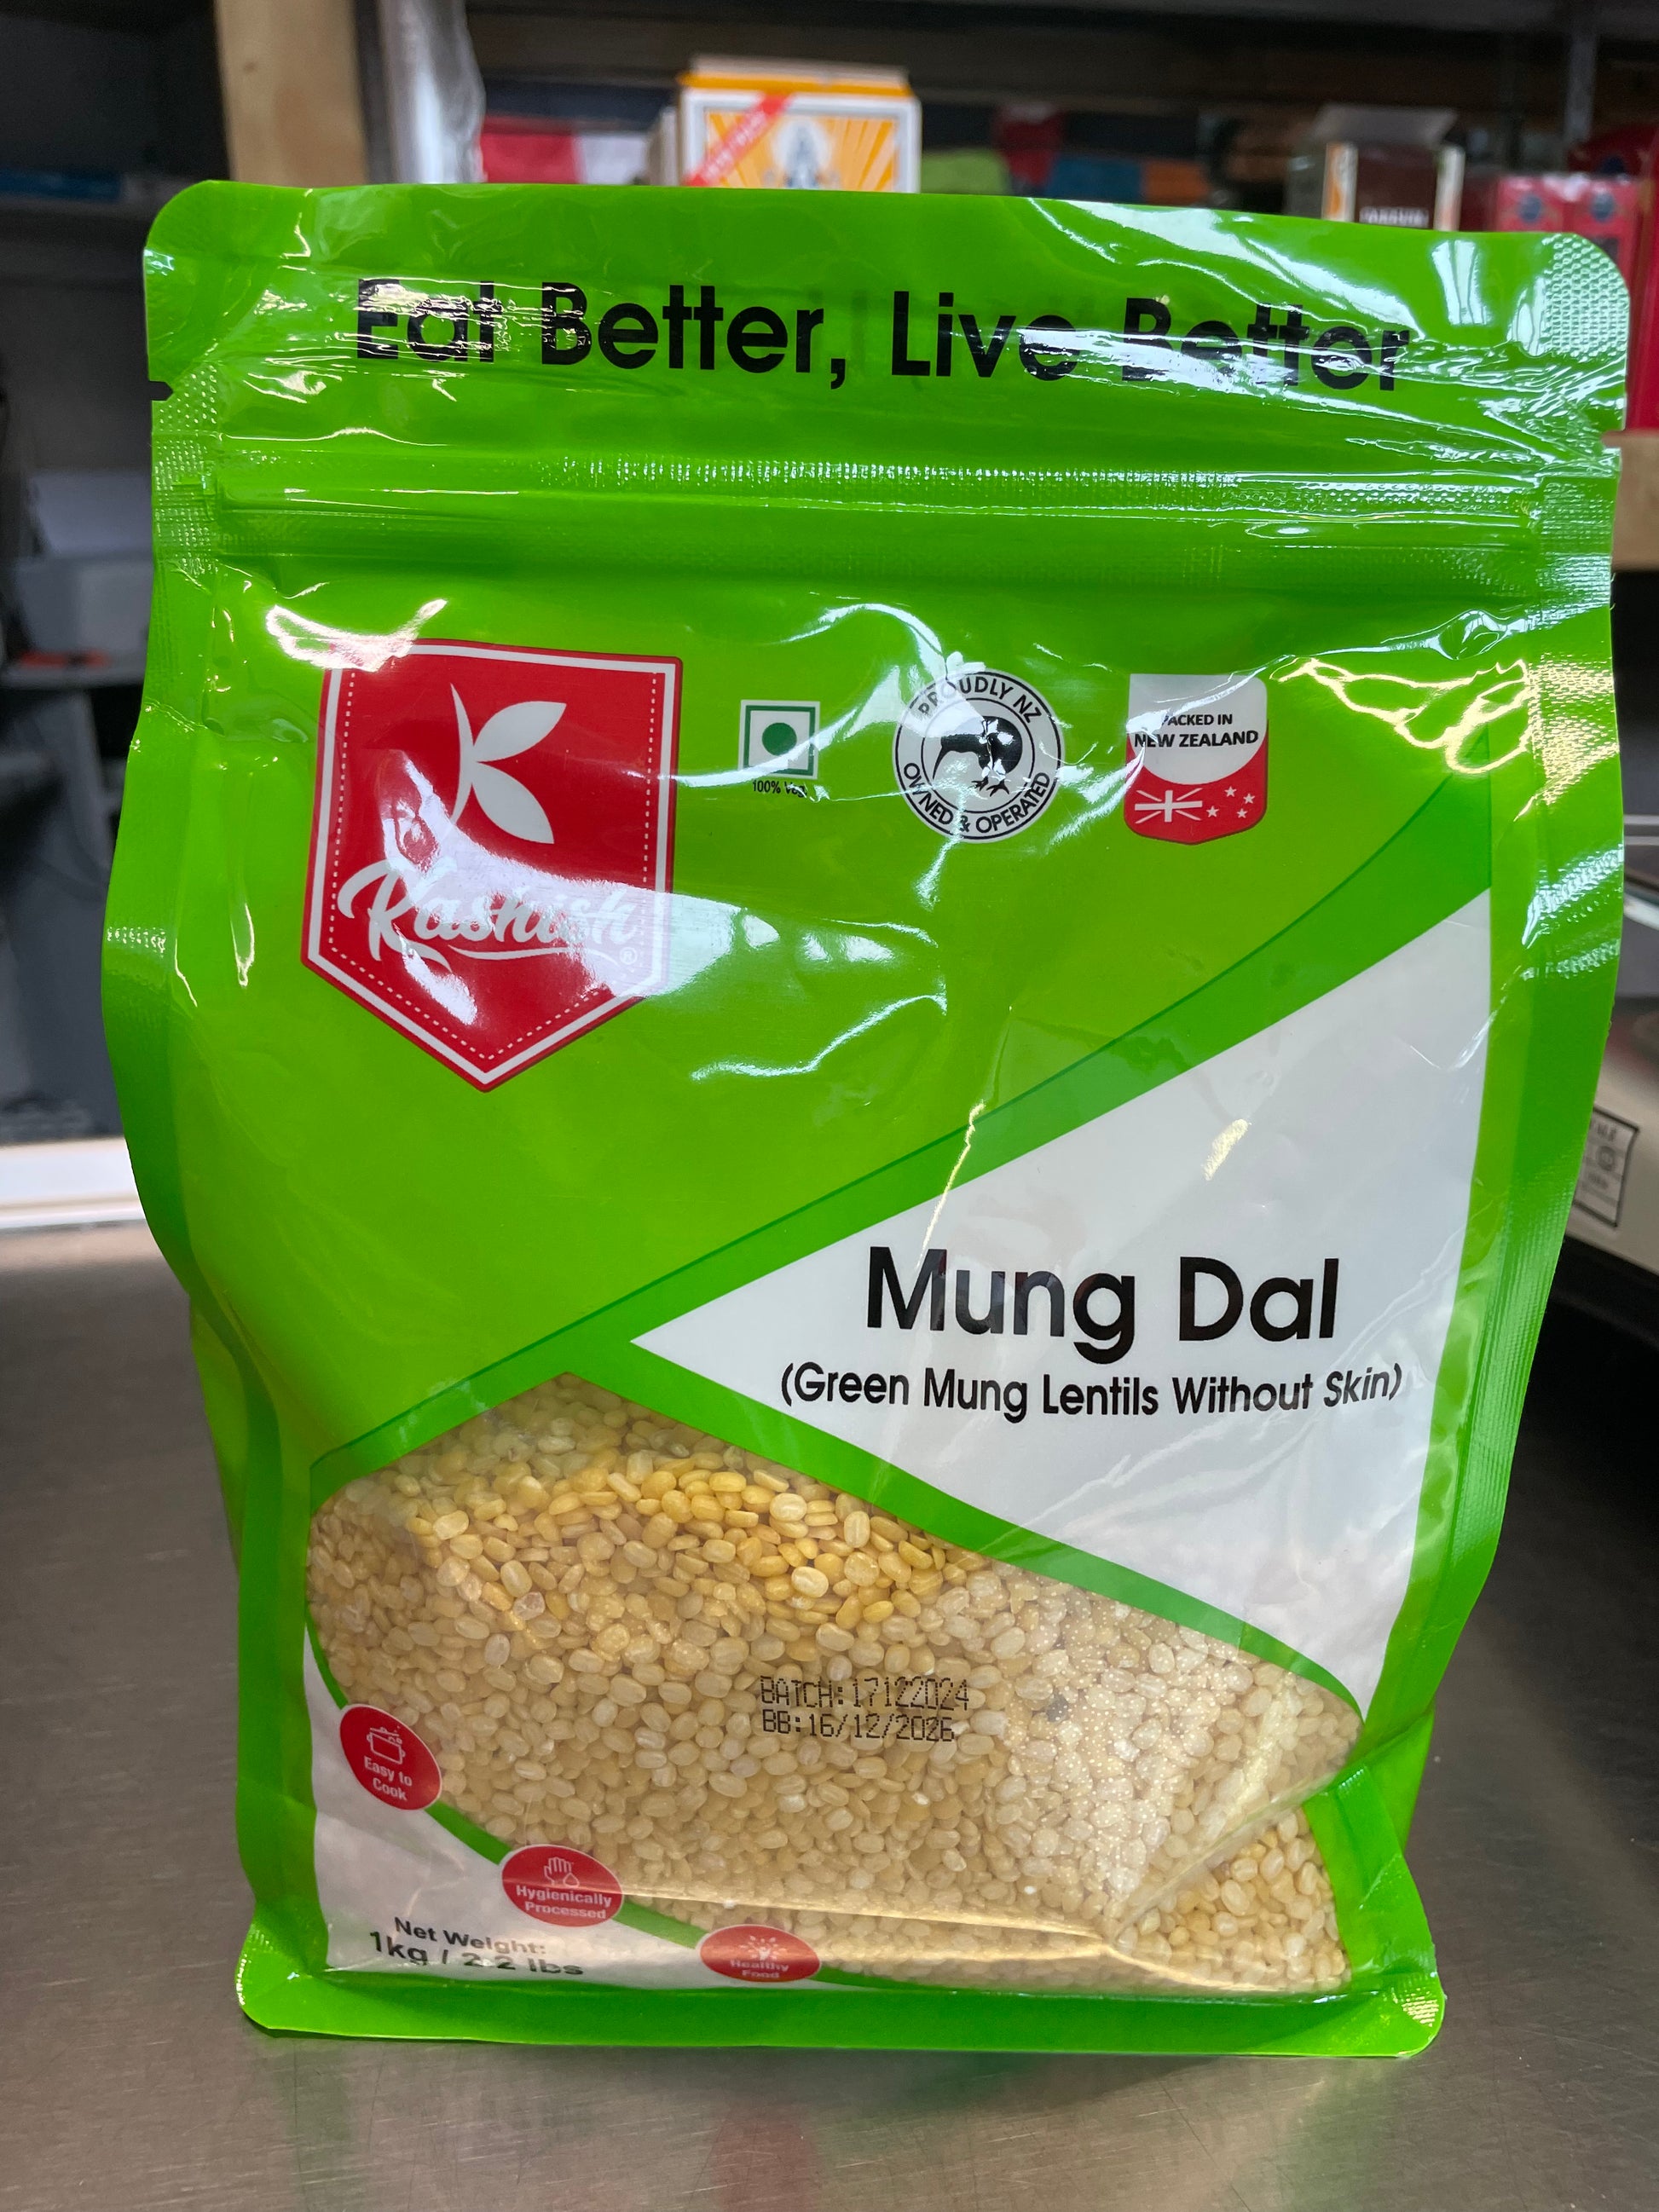 Eat Better, Live Better
Kashish
100% Veg.
PROUDLY NZ
OWNED & OPERATED
PACKED IN
NEW ZEALAND
Mung Dal
(Green Mung Lentils Without Skin)
BATCH:17122024
BB:16/12/2026
Easy to
Cook
Hygienically
Processed
Healthy
Food
Net Weight:
1kg / 2.2 lbs